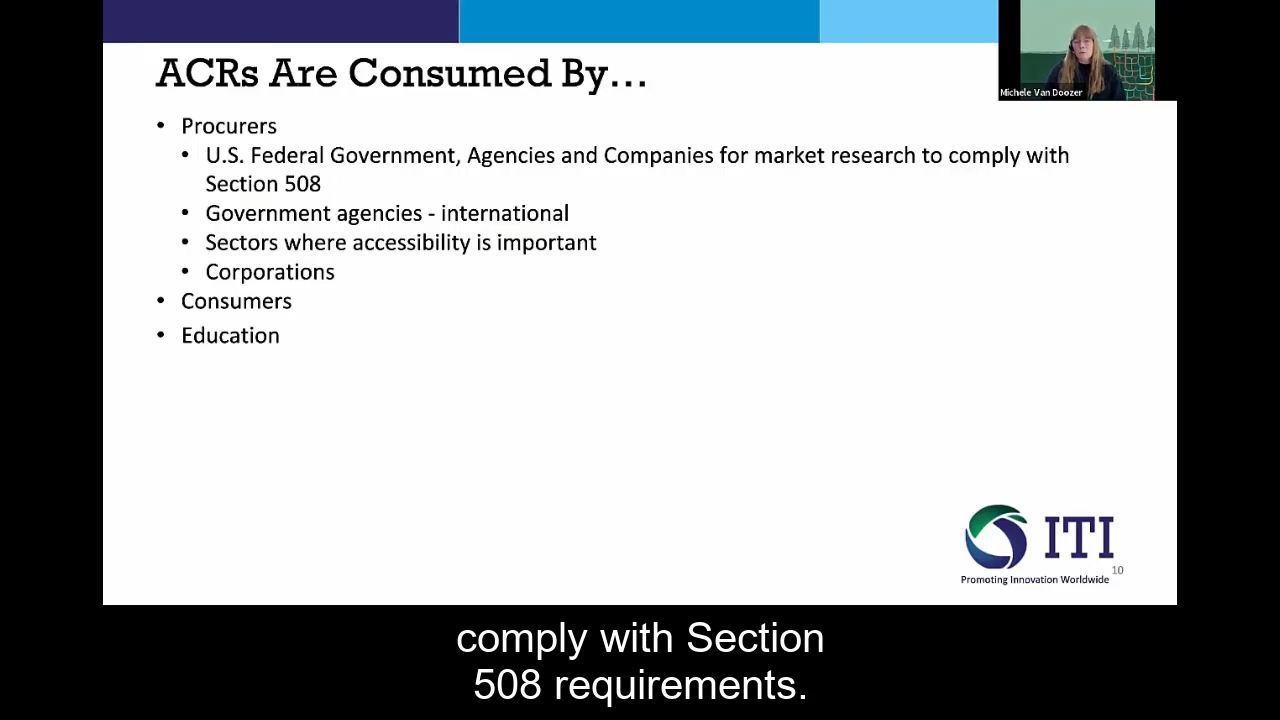 ACRs Are Consumed By...
Michele Van Doozer
• Procurers
• U.S. Federal Government, Agencies and Companies for market research to comply with
Section 508
• Government agencies - international
• Sectors where accessibility is important
• Corporations
• Consumers
• Education
ITI
10
Promoting Innovation Worldwide
comply with Section
508 requirements.